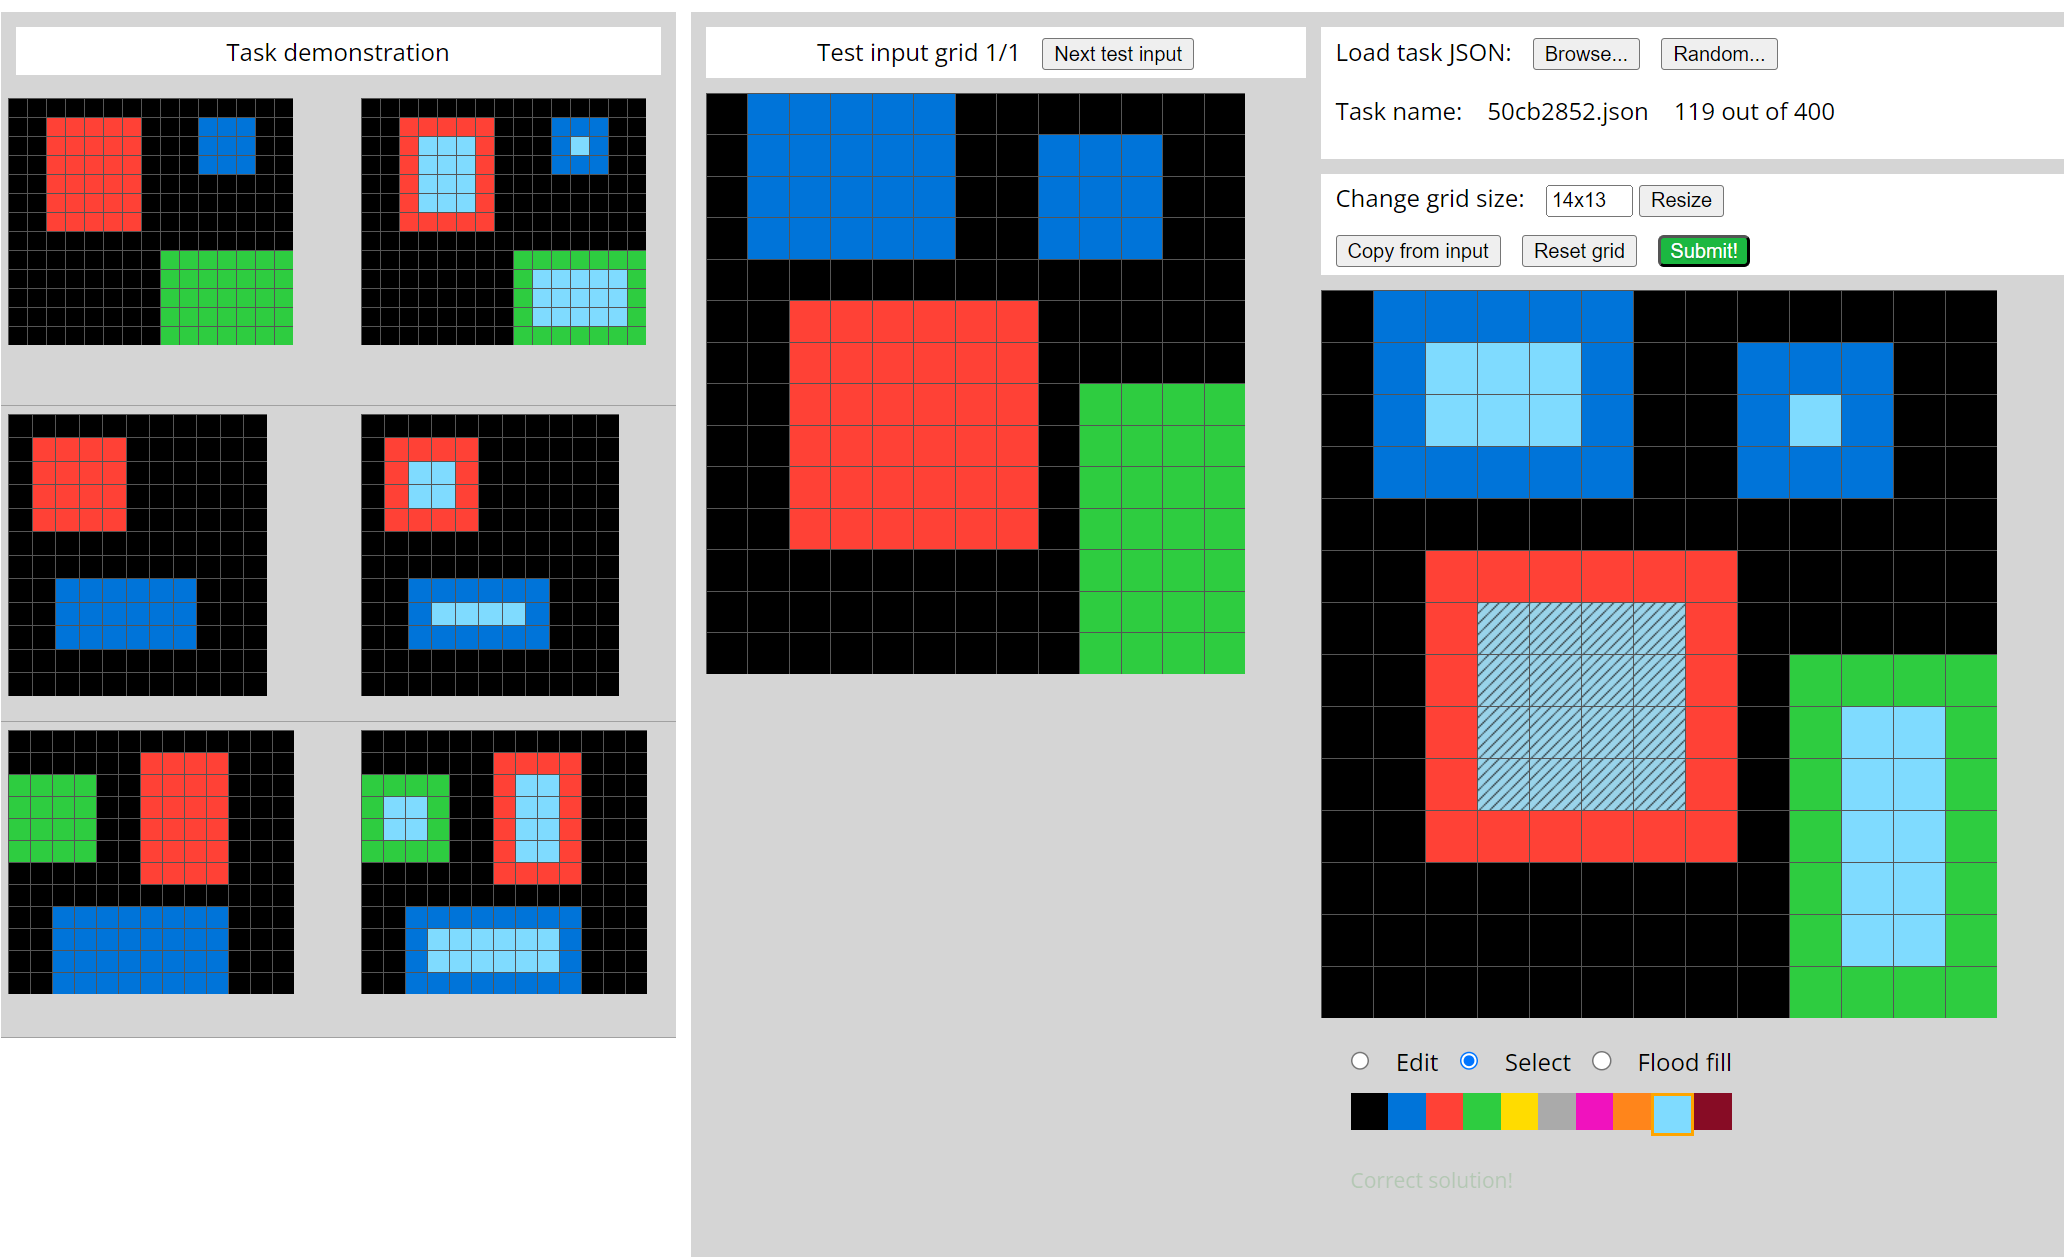 Task demonstration
Test input grid 1/1 Next test input
Load task JSON: Browse... Random...
Task name: 50cb2852.json 119 out of 400
Change grid size: 14x13 Resize
Copy from input Reset grid Submit!
Edit Select Flood fill
Correct solution!